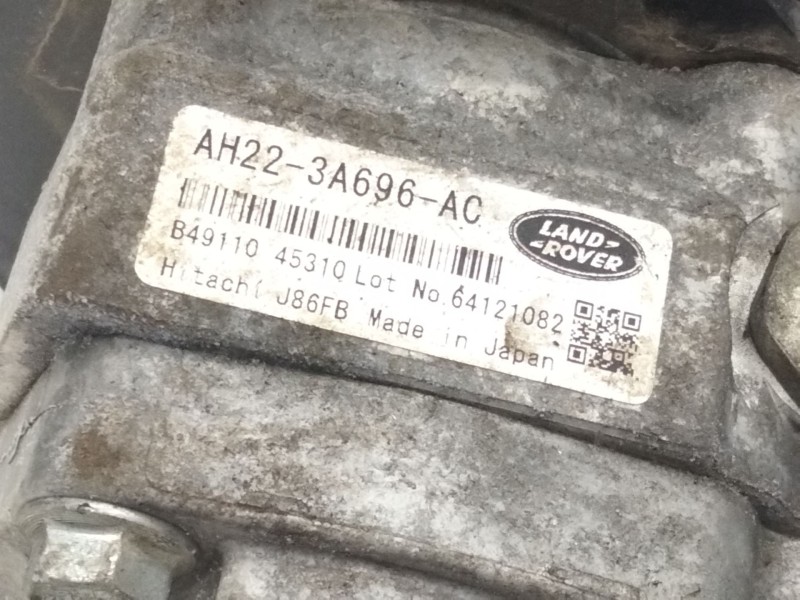 AH22-3A696-AC
LAND
ROVER
B49110 45310 Lot No.64121082
Hitachi J86FB Made in Japan